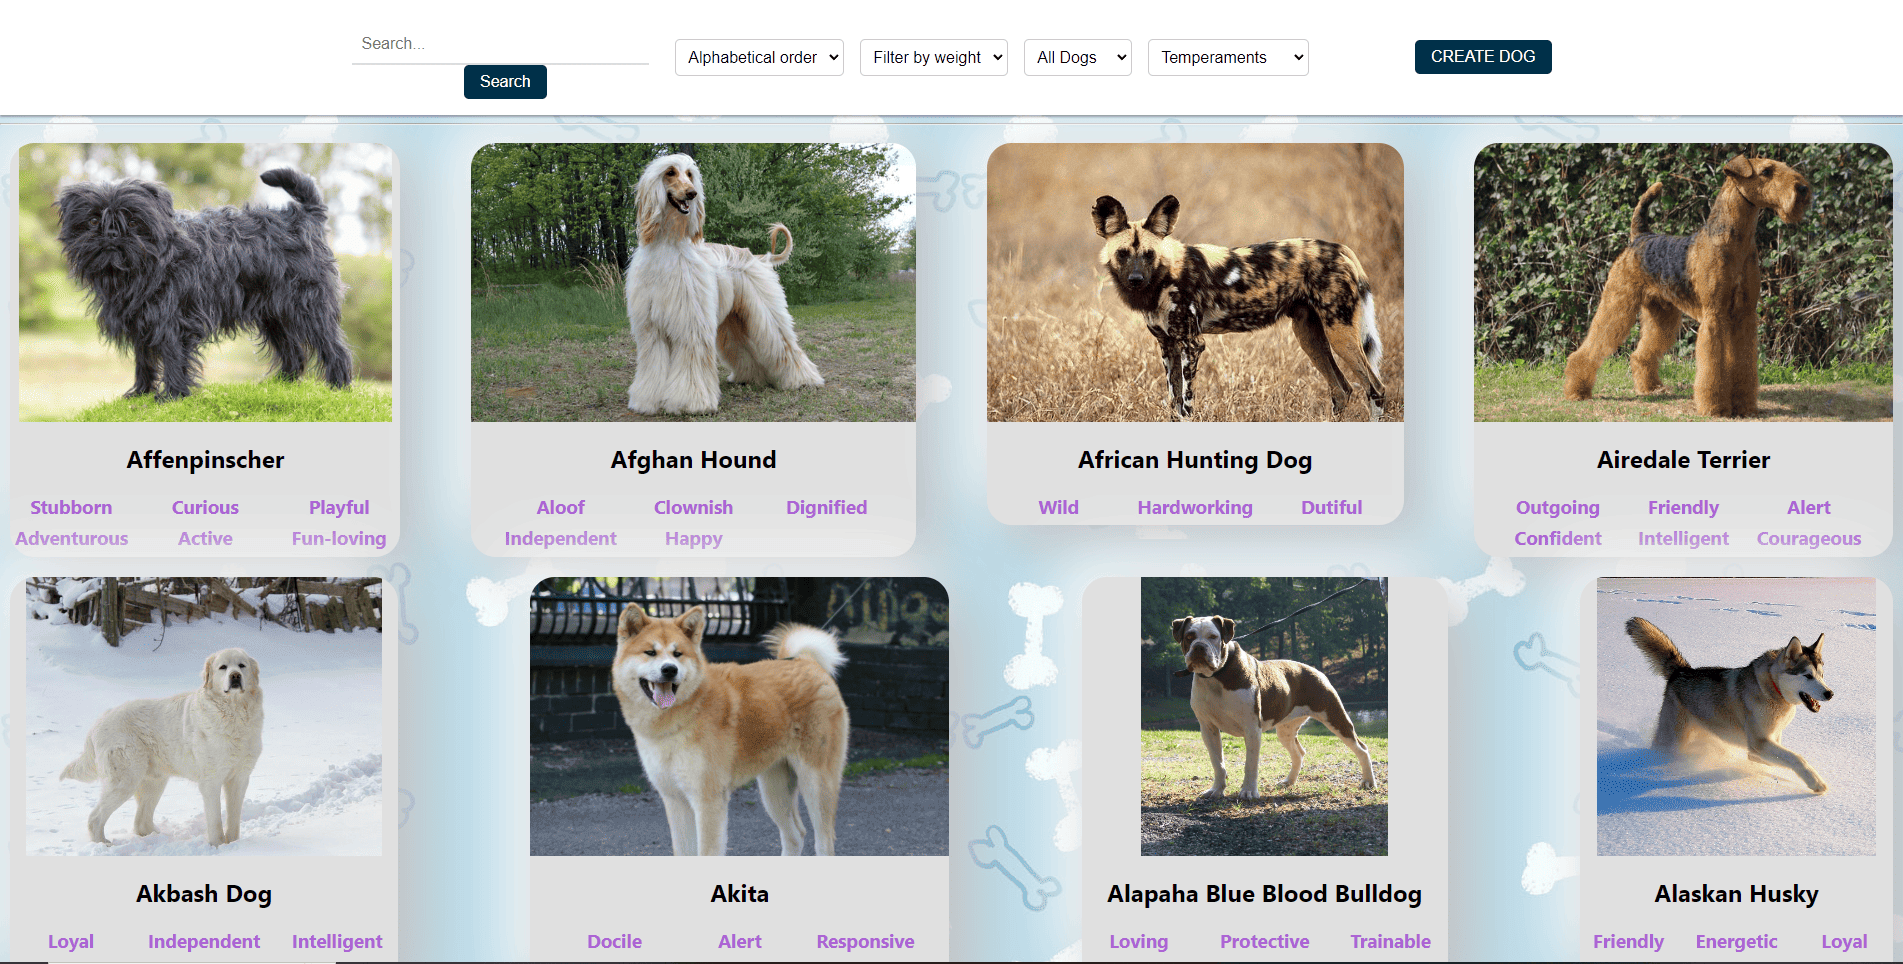 Search...
Search
Alphabetical order
Filter by weight
All Dogs
Temperaments
CREATE DOG
Affenpinscher
Stubborn Curious Playful
Adventurous Active Fun-loving
Afghan Hound
Aloof Clownish Dignified
Independent Happy
African Hunting Dog
Wild Hardworking Dutiful
Airedale Terrier
Outgoing Friendly Alert
Confident Intelligent Courageous
Akbash Dog
Loyal Independent Intelligent
Akita
Docile Alert Responsive
Alapaha Blue Blood Bulldog
Loving Protective Trainable
Alaskan Husky
Friendly Energetic Loyal